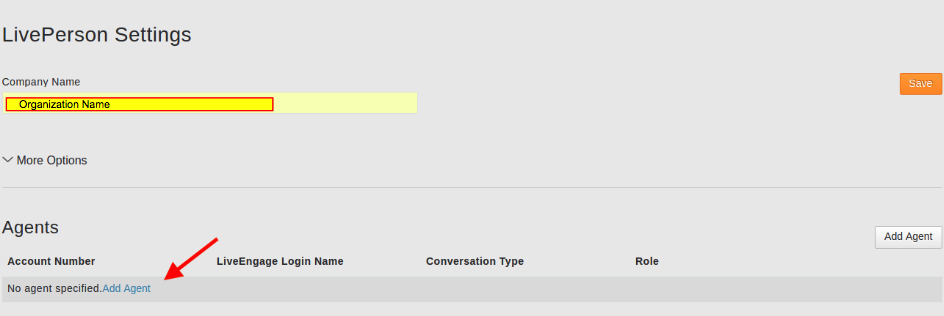 LivePerson Settings
Company Name
Save
Organization Name
More Options
Agents
Add Agent
Account Number LiveEngage Login Name Conversation Type Role
No agent specified.Add Agent